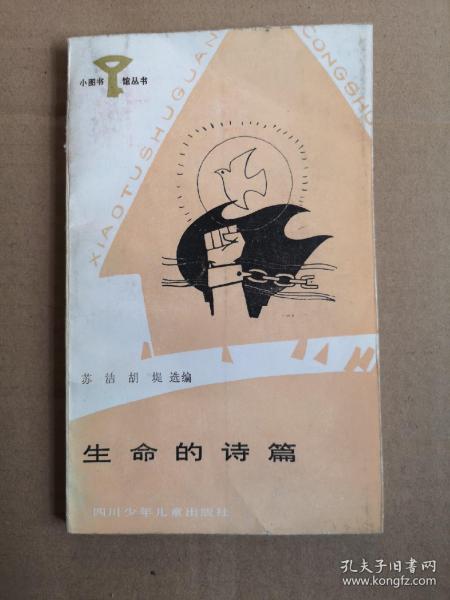 小图书馆丛书
XIAOTUSHUGUAN
CONGSHU
苏洁 胡堤 选编
生命的诗篇
四川少年儿童出版社
孔夫子旧书网
www.kongfz.com